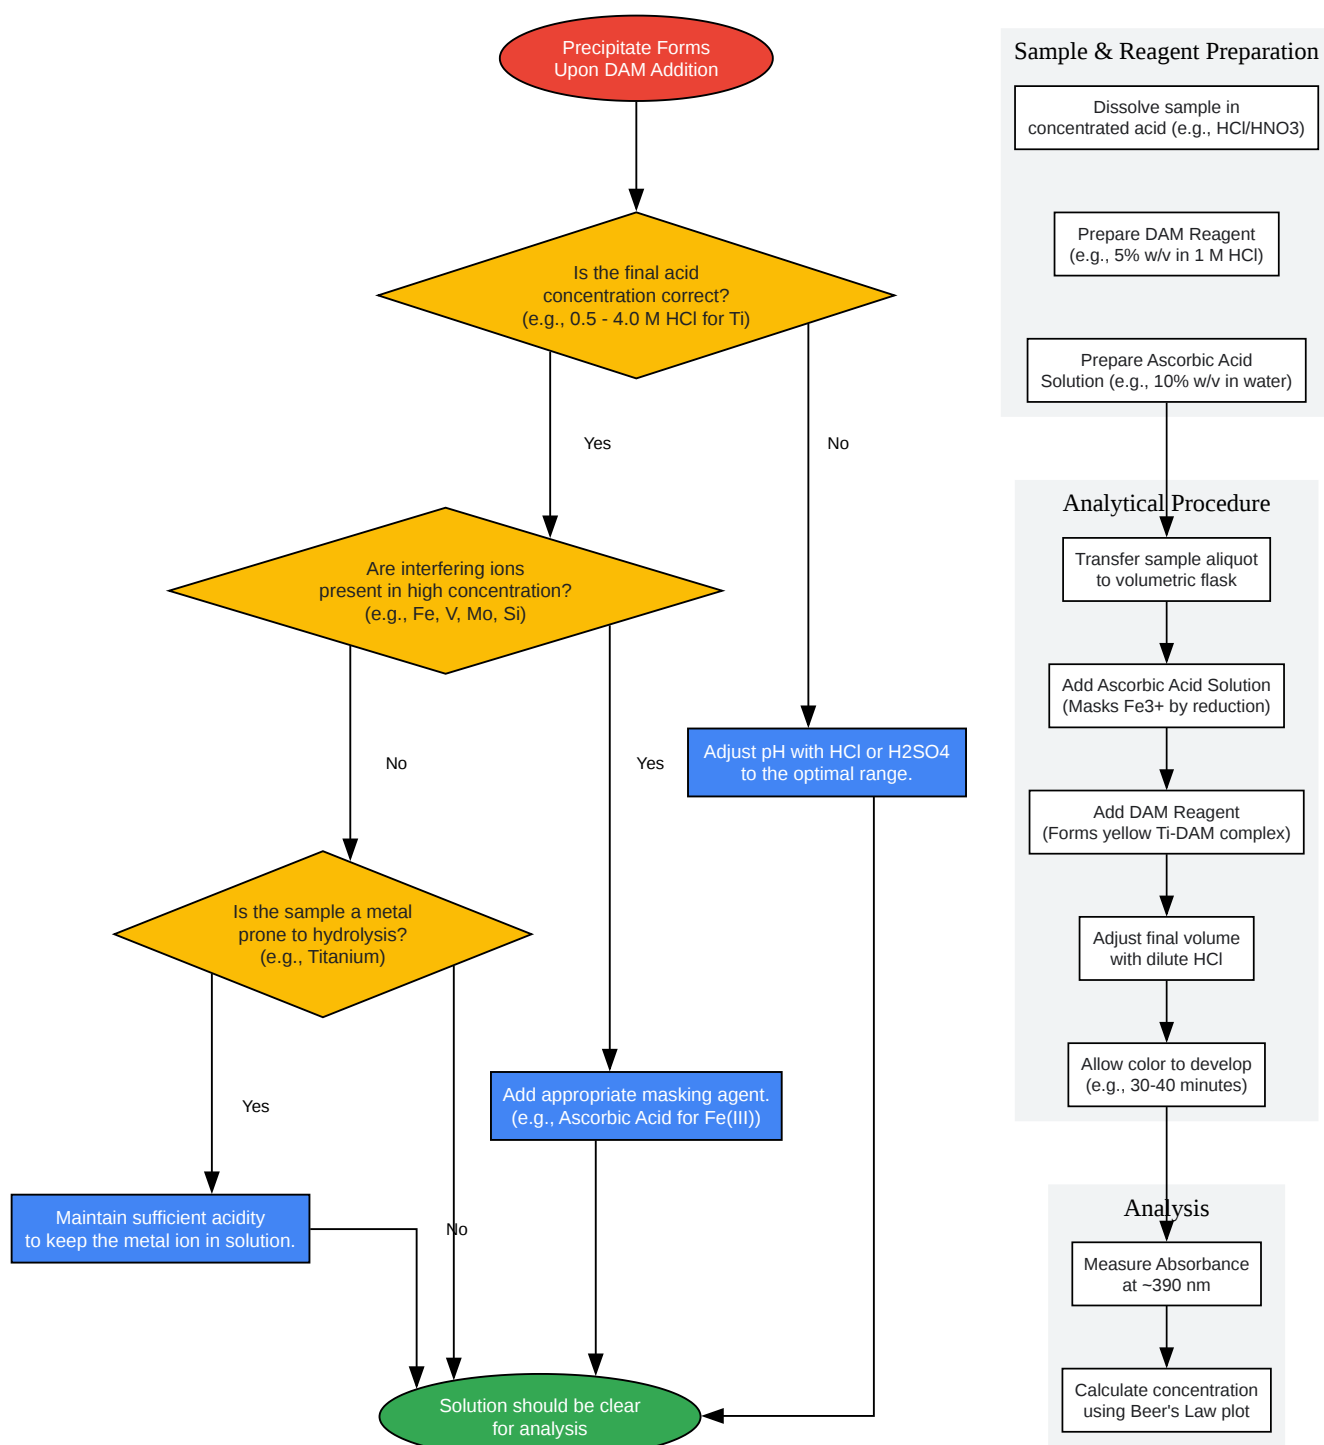 Precipitate Forms
Upon DAM Addition
Is the final acid
concentration correct?
(e.g., 0.5 - 4.0 M HCl for Ti)
Yes
No
Are interfering ions
present in high concentration?
(e.g., Fe, V, Mo, Si)
No
Yes
Adjust pH with HCl or H2SO4
to the optimal range.
Is the sample a metal
prone to hydrolysis?
(e.g., Titanium)
Yes
No
Add appropriate masking agent.
(e.g., Ascorbic Acid for Fe(III))
Maintain sufficient acidity
to keep the metal ion in solution.
Solution should be clear
for analysis
Sample & Reagent Preparation
Dissolve sample in
concentrated acid (e.g., HCl/HNO3)
Prepare DAM Reagent
(e.g., 5% w/v in 1 M HCl)
Prepare Ascorbic Acid
Solution (e.g., 10% w/v in water)
Analytical Procedure
Transfer sample aliquot
to volumetric flask
Add Ascorbic Acid Solution
(Masks Fe3+ by reduction)
Add DAM Reagent
(Forms yellow Ti-DAM complex)
Adjust final volume
with dilute HCl
Allow color to develop
(e.g., 30-40 minutes)
Analysis
Measure Absorbance
at ~390 nm
Calculate concentration
using Beer's Law plot